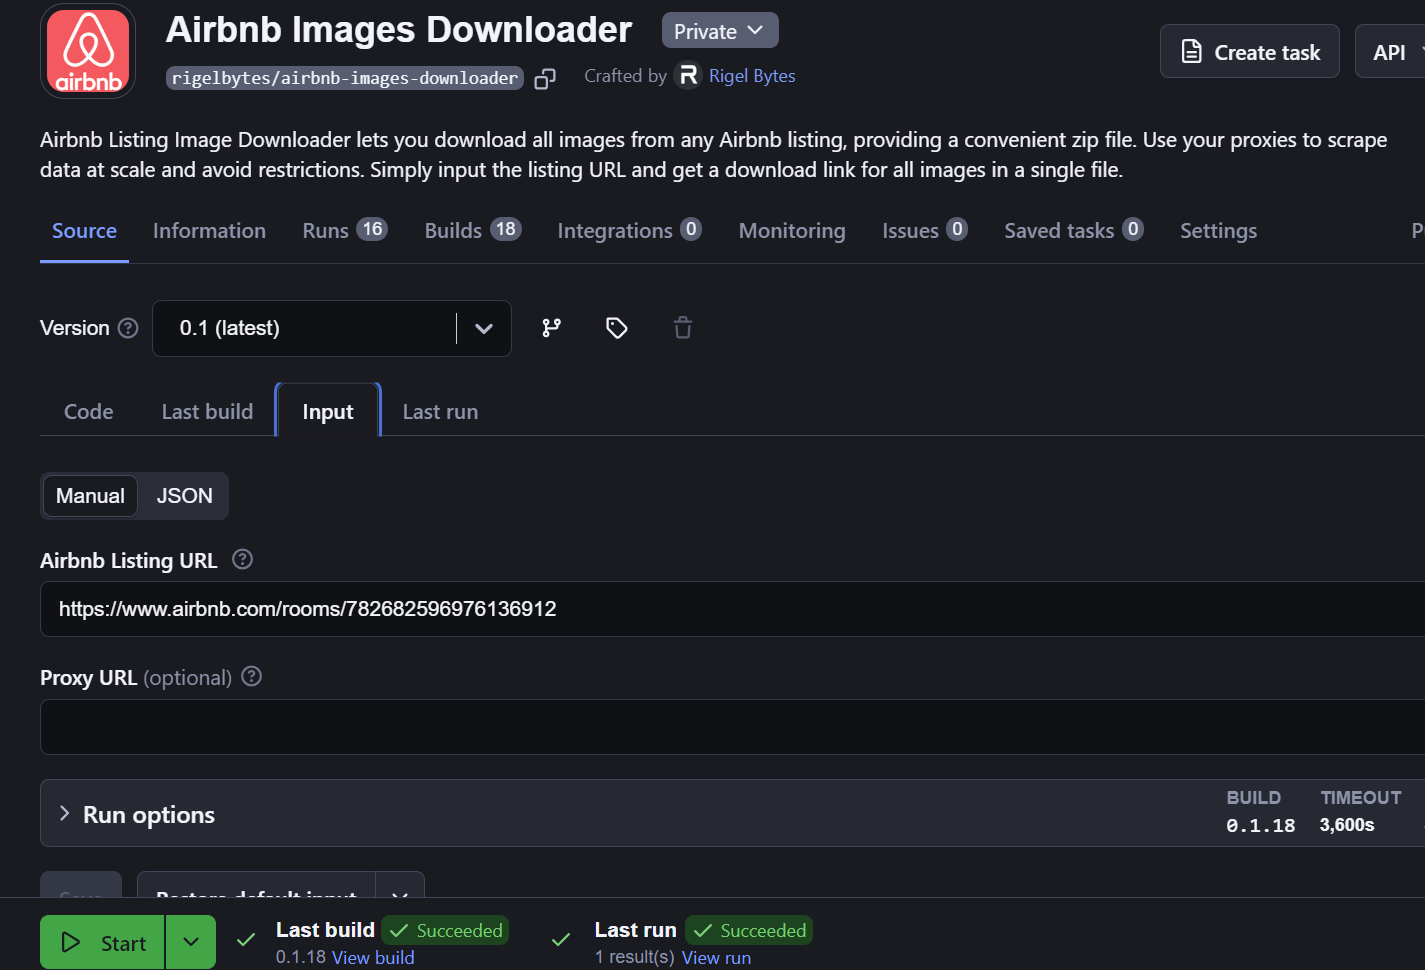 airbnb
Airbnb Images Downloader
Private
Create task
API
rigelbytes/airbnb-images-downloader
Crafted by R Rigel Bytes
Airbnb Listing Image Downloader lets you download all images from any Airbnb listing, providing a convenient zip file. Use your proxies to scrape
data at scale and avoid restrictions. Simply input the listing URL and get a download link for all images in a single file.
Source Information Runs 16 Builds 18 Integrations 0 Monitoring Issues 0 Saved tasks 0 Settings P
Version ? 0.1 (latest)
Code Last build Input Last run
Manual JSON
Airbnb Listing URL ?
https://www.airbnb.com/rooms/782682596976136912
Proxy URL (optional) ?
Run options
BUILD TIMEOUT
0.1.18 3,600s
Save Restore default input
Start
Last build Succeeded
0.1.18 View build
Last run Succeeded
1 result(s) View run